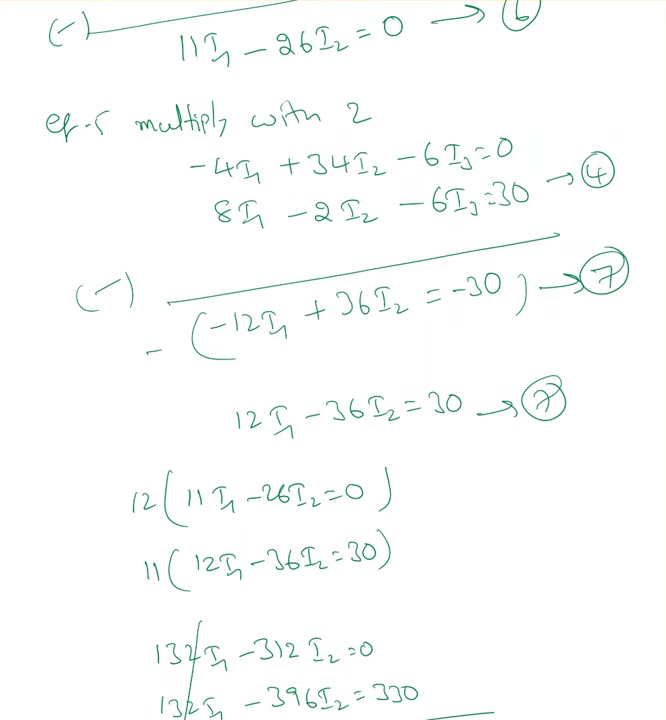 (-)
11I₁ - 26I₂ = 0 → ⑥
eq-5 multiply with 2
-4I₁ + 34I₂ - 6I₃ = 0
8I₁ - 2I₂ - 6I₃ = 30 → ④
(-)
- (-12I₁ + 36I₂ = -30) → ⑦
12I₁ - 36I₂ = 30 → ⑦
12(11I₁ - 26I₂ = 0)
11(12I₁ - 36I₂ = 30)
132I₁ - 312I₂ = 0
132I₁ - 396I₂ = 330